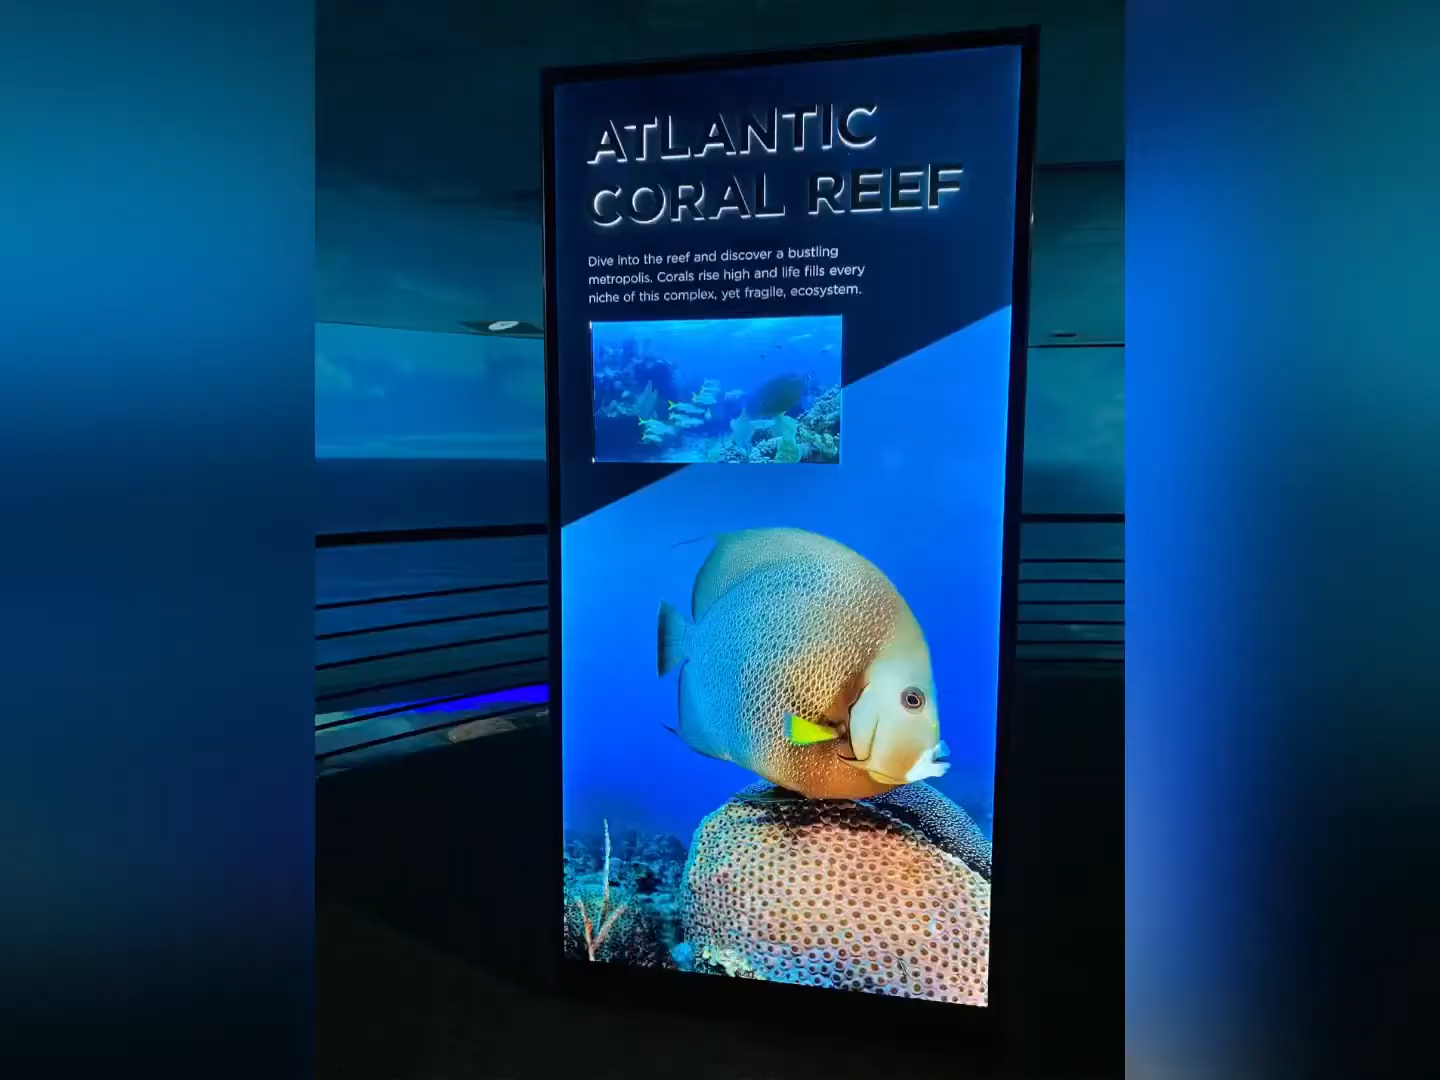 ATLANTIC
CORAL REEF
Dive into the reef and discover a bustling
metropolis. Corals rise high and life fills every
niche of this complex, yet fragile, ecosystem.